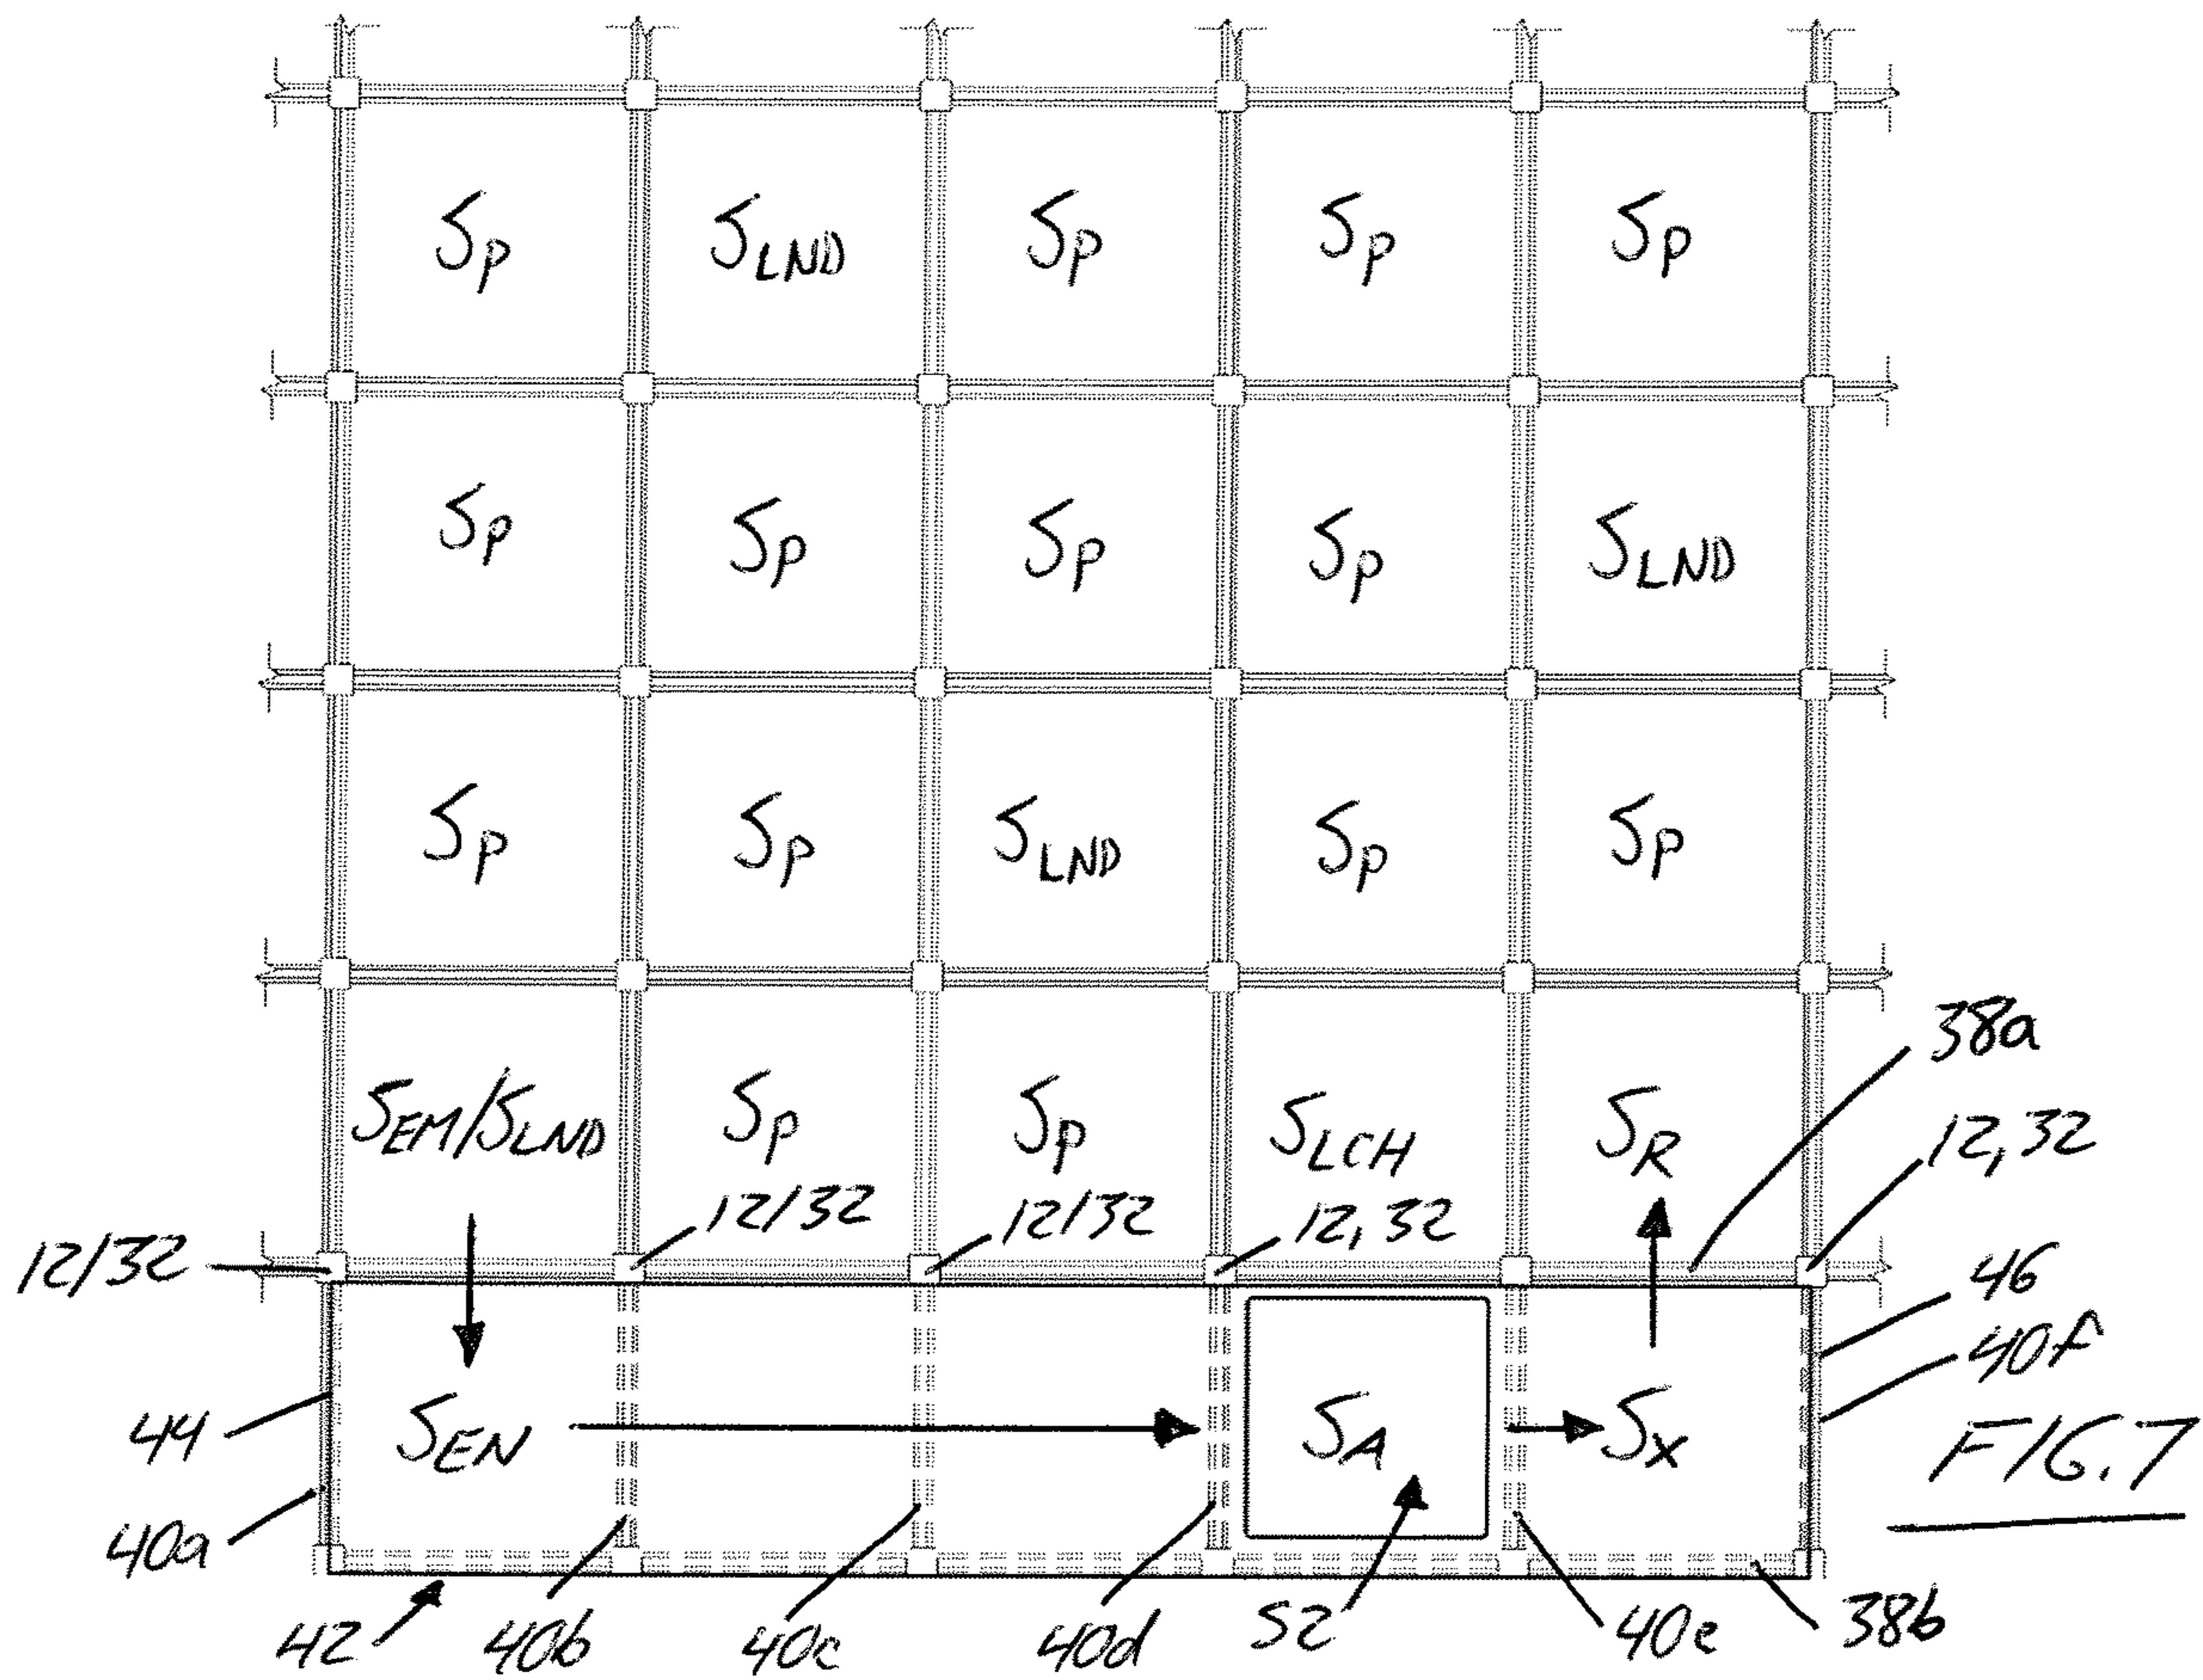 Sp SLND Sp Sp Sp
Sp Sp Sp Sp SLND
Sp Sp SLND Sp Sp
38a
SEM/SLND Sp Sp SLCH SR
12,32
12/32 12/32 12/32 12,32
46
40f
44 SEN SA SX
FIG.7
40a
42 40b 40c 40d 52 40e 38b